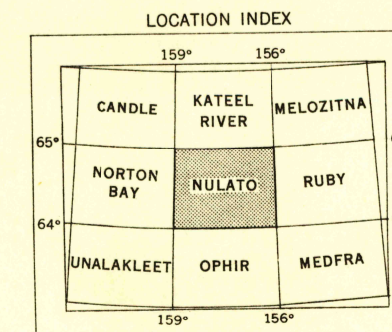 LOCATION INDEX
159° 156°
CANDLE KATEEL RIVER MELOZITNA
65°
NORTON BAY NULATO RUBY
64°
UNALAKLEET OPHIR MEDFRA
159° 156°